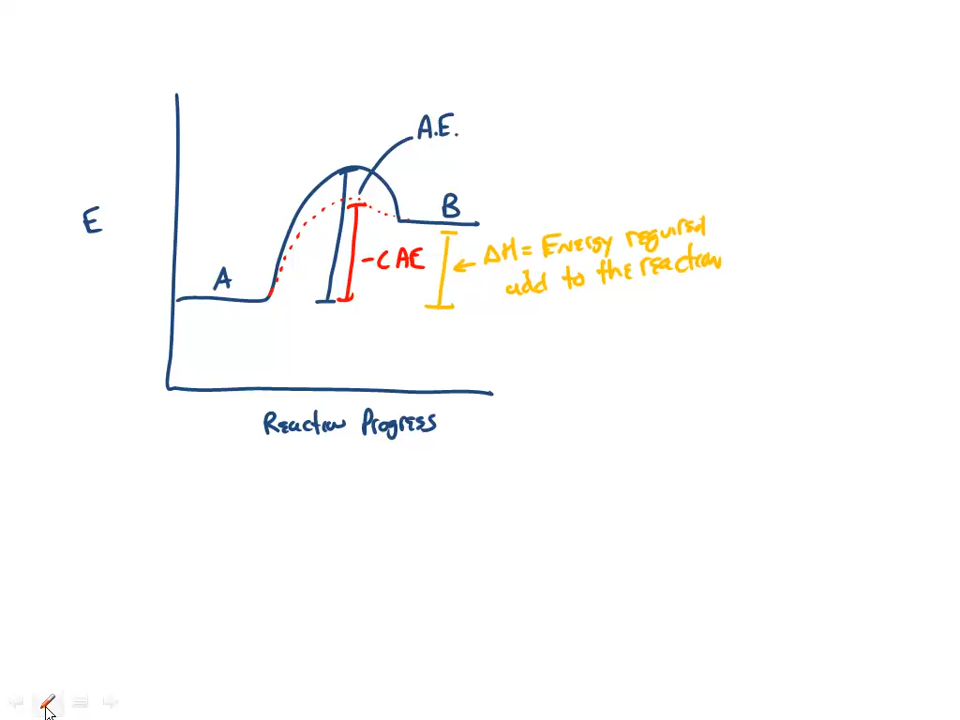 A.E.
B
E
ΔH = Energy required
add to the reaction
-CAE
A
Reaction Progress